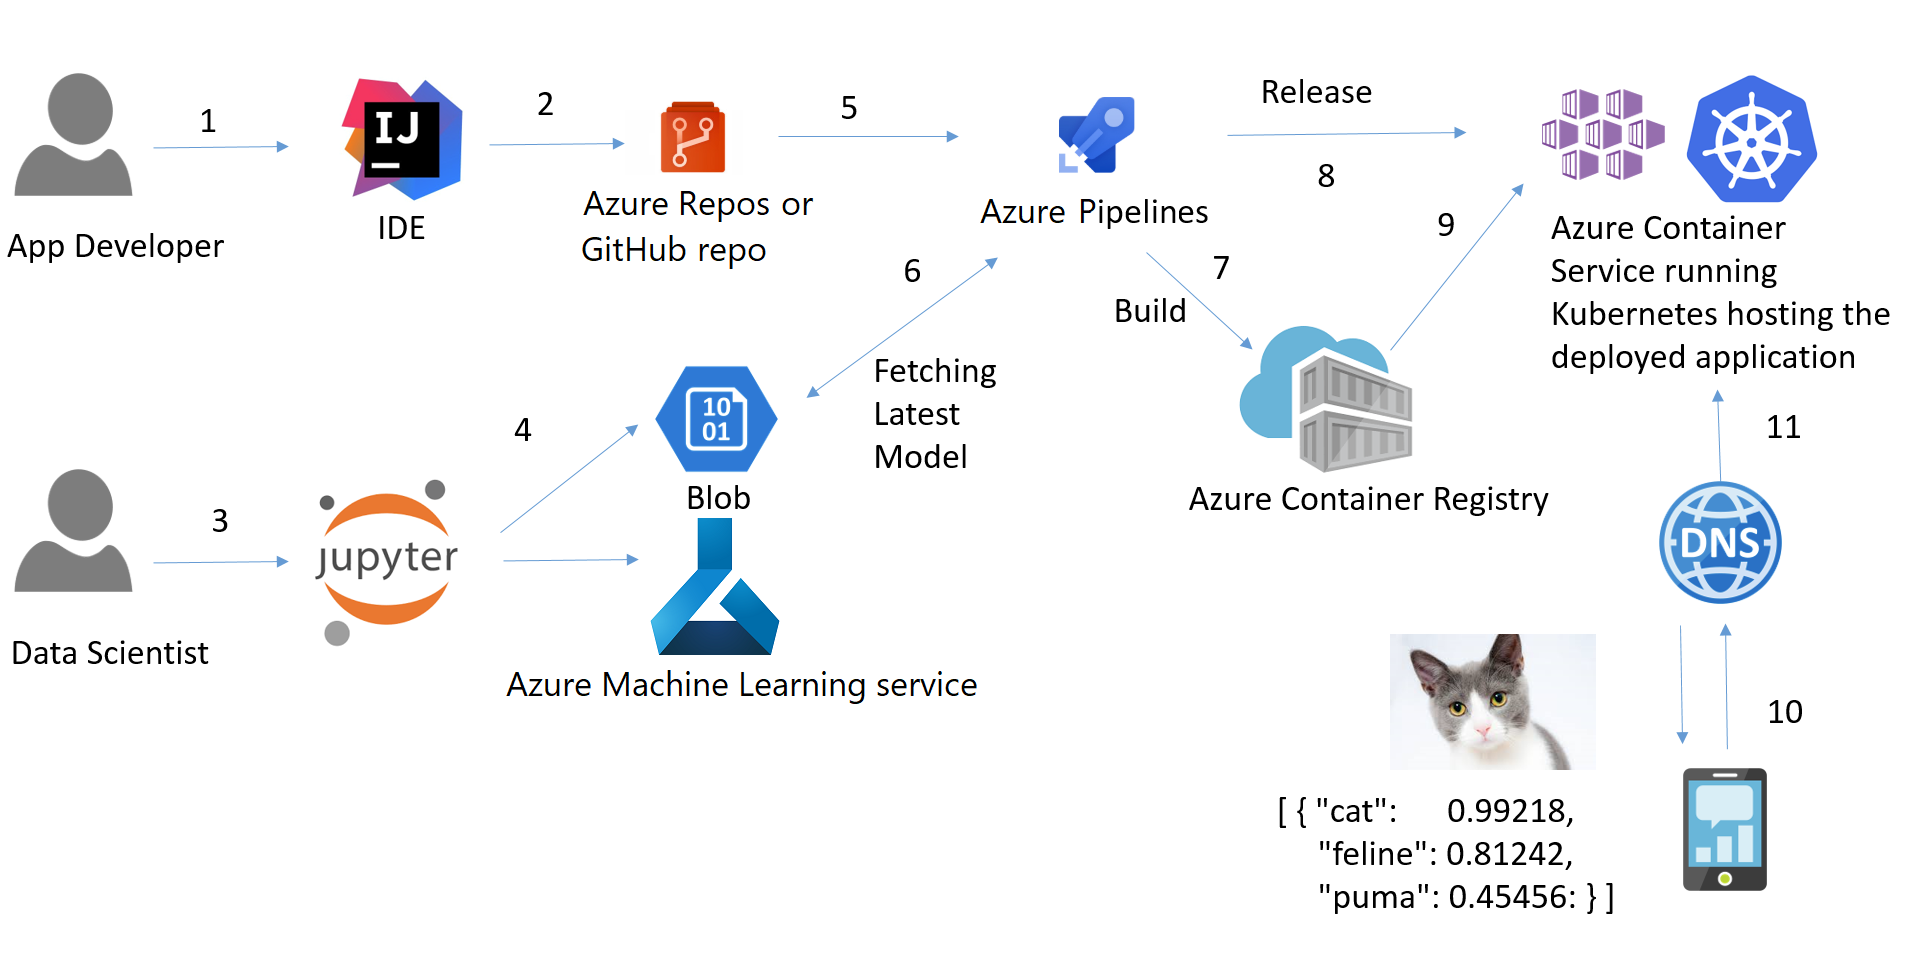 1
2
5
Release
8
IJ
App Developer
IDE
Azure Repos or
GitHub repo
Azure Pipelines
6
7
Build
9
Azure Container
Service running
Kubernetes hosting the
deployed application
Fetching
Latest
Model
3
4
10
01
Blob
jupyter
Data Scientist
Azure Machine Learning service
Azure Container Registry
11
DNS
10
[ { "cat": 0.99218,
"feline": 0.81242,
"puma": 0.45456: } ]